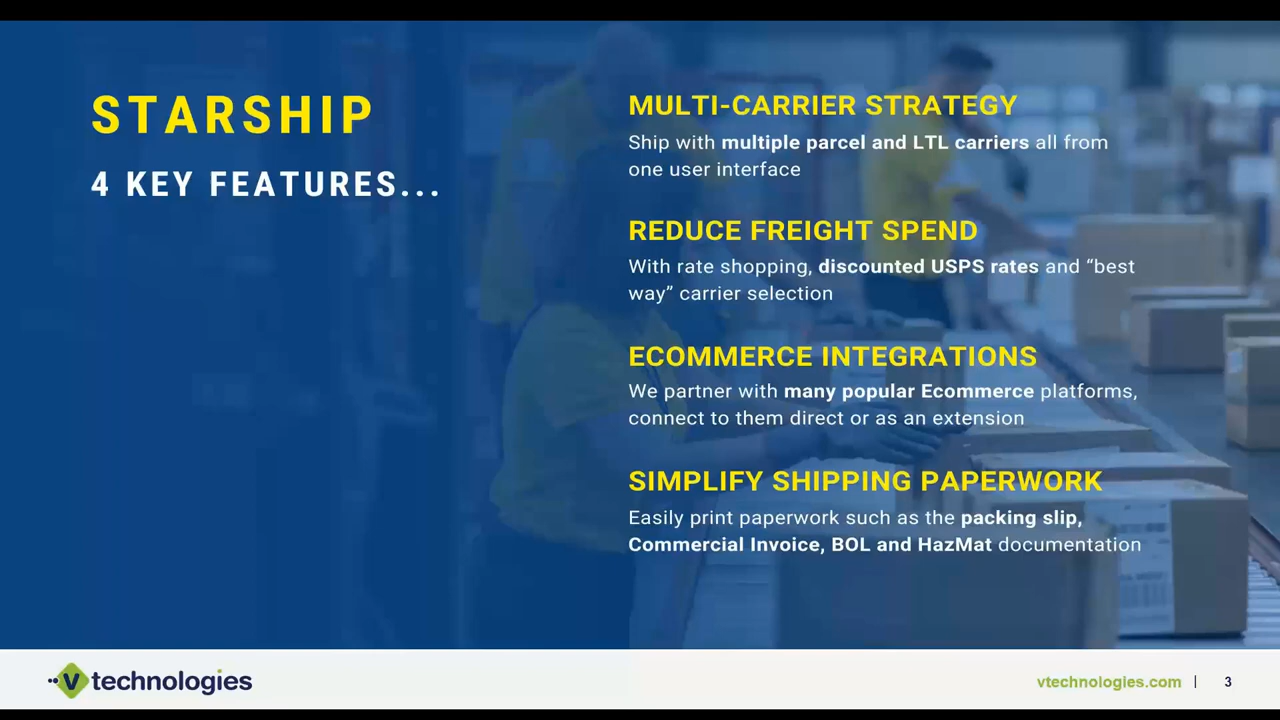 STARSHIP
4 KEY FEATURES...
MULTI-CARRIER STRATEGY
Ship with multiple parcel and LTL carriers all from
one user interface
REDUCE FREIGHT SPEND
With rate shopping, discounted USPS rates and “best
way” carrier selection
ECOMMERCE INTEGRATIONS
We partner with many popular Ecommerce platforms,
connect to them direct or as an extension
SIMPLIFY SHIPPING PAPERWORK
Easily print paperwork such as the packing slip,
Commercial Invoice, BOL and HazMat documentation
V technologies
vtechnologies.com | 3